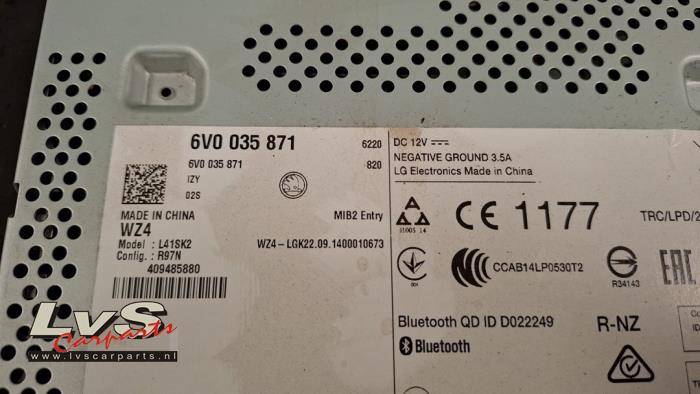 6V0 035 871 6220
6V0 035 871 820
IZY
02S
MADE IN CHINA MIB2 Entry
WZ4
Model : L41SK2 WZ4-LGK22.09.1400010673
Config. : R97N
409485880
DC 12V
NEGATIVE GROUND 3.5A
LG Electronics Made in China
CE 1177
TRC/LPD/2
CCAB14LP0530T2
R34143
EAC
Bluetooth QD ID D022249 R-NZ
Bluetooth
LvS
Carparts
www.lvscarparts.nl